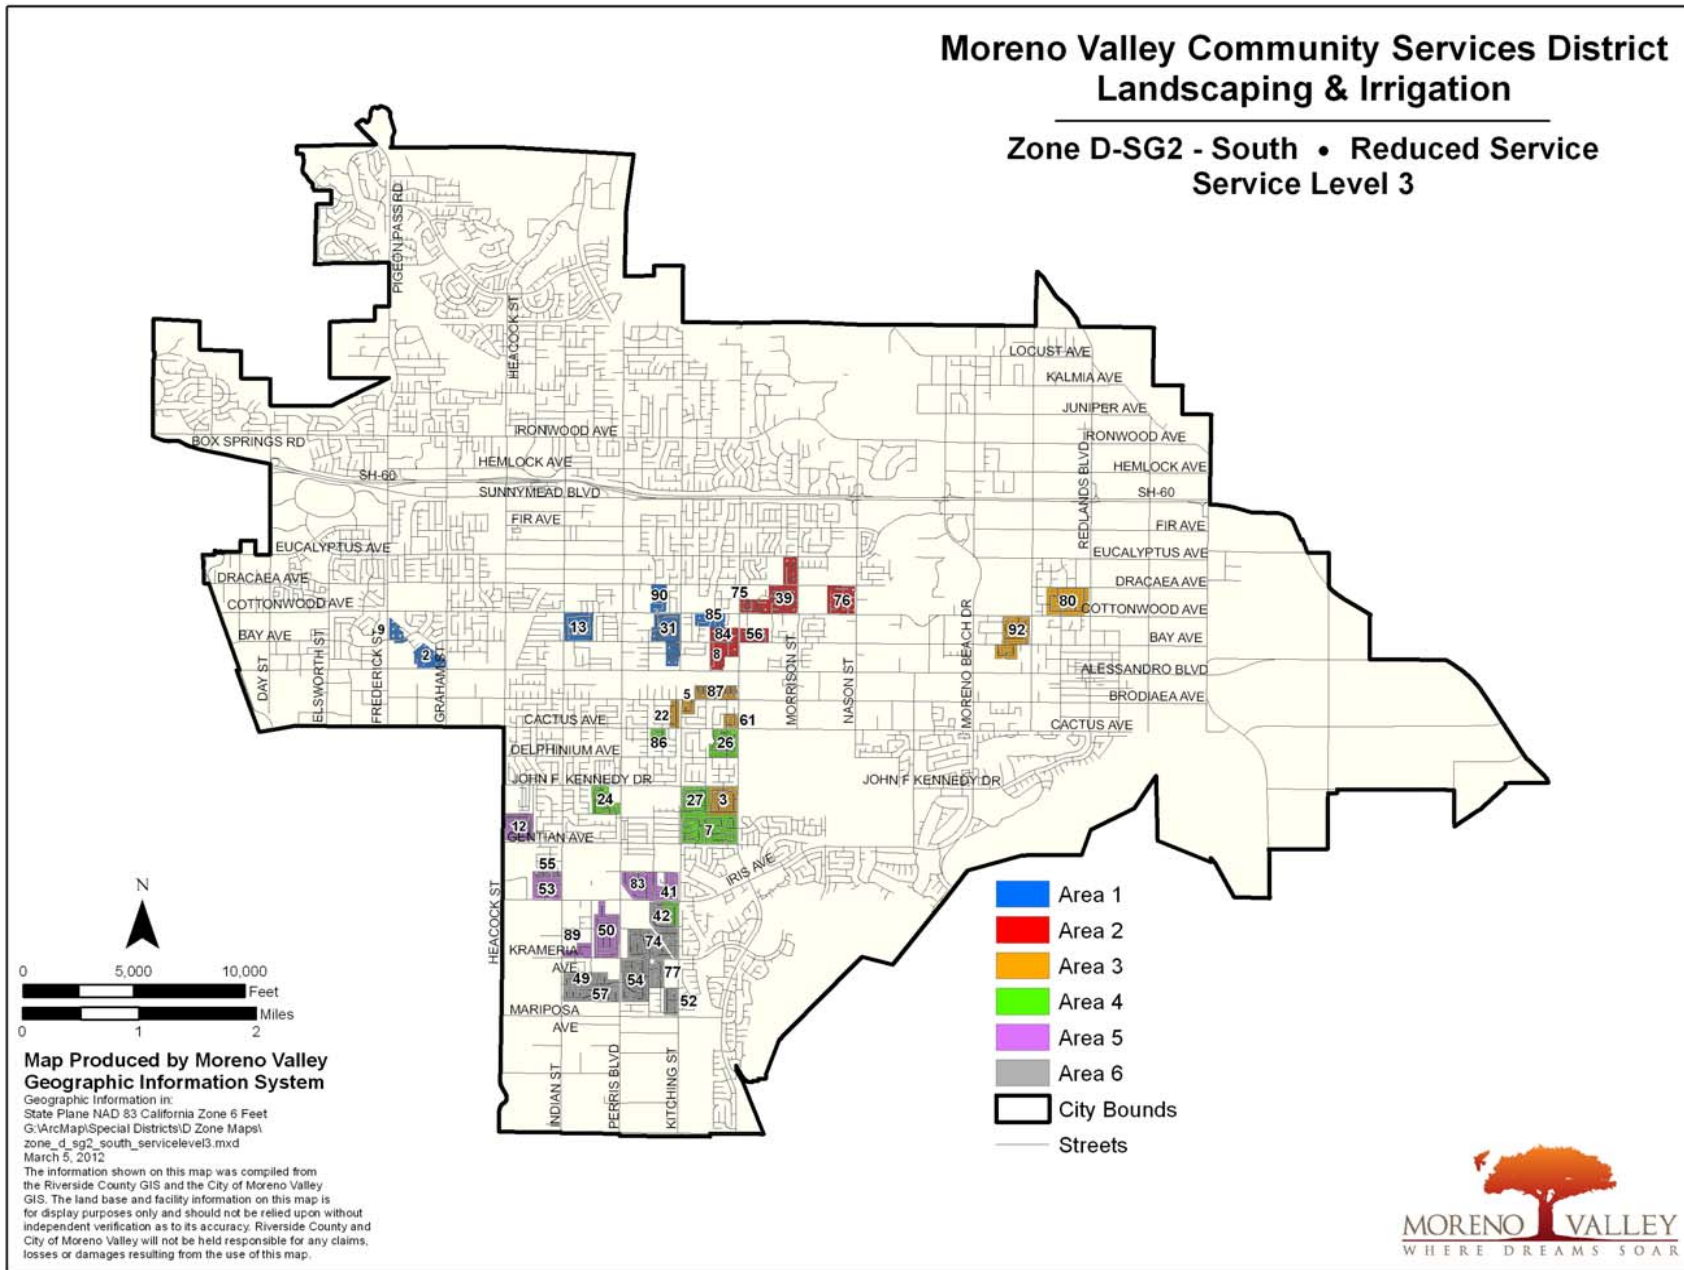 Moreno Valley Community Services District
Landscaping & Irrigation
Zone D-SG2 - South • Reduced Service
Service Level 3
PIGEON PASS RD
HEACOCK ST
LOCUST AVE
KALMIA AVE
JUNIPER AVE
IRONWOOD AVE
IRONWOOD AVE
BOX SPRINGS RD
HEMLOCK AVE
HEMLOCK AVE
SH-60
SUNNYMEAD BLVD
SH-60
REDLANDS BLVD
FIR AVE
FIR AVE
EUCALYPTUS AVE
EUCALYPTUS AVE
DRACAEA AVE
DRACAEA AVE
COTTONWOOD AVE
COTTONWOOD AVE
BAY AVE
BAY AVE
ALESSANDRO BLVD
BRODIAEA AVE
DAY ST
ELSWORTH ST
FREDERICK ST
GRAHAM ST
MORRISON ST
NASON ST
MORENO BEACH DR
CACTUS AVE
CACTUS AVE
DELPHINIUM AVE
JOHN F KENNEDY DR
JOHN F KENNEDY DR
GENTIAN AVE
IRIS AVE
HEACOCK ST
KRAMERIA
AVE
MARIPOSA
AVE
INDIAN ST
PERRIS BLVD
KITCHING ST
90
75
39
76
80
9
13
31
85
84
56
92
2
8
5
87
22
61
86
26
24
27
3
12
7
55
53
83
41
42
50
89
74
49
54
77
57
52
N
0 5,000 10,000
Feet
Miles
0 1 2
Area 1
Area 2
Area 3
Area 4
Area 5
Area 6
City Bounds
Streets
Map Produced by Moreno Valley
Geographic Information System
Geographic Information in:
State Plane NAD 83 California Zone 6 Feet
G:\ArcMap\Special Districts\D Zone Maps\
zone_d_sg2_south_servicelevel3.mxd
March 5, 2012
The information shown on this map was compiled from
the Riverside County GIS and the City of Moreno Valley
GIS. The land base and facility information on this map is
for display purposes only and should not be relied upon without
independent verification as to its accuracy. Riverside County and
City of Moreno Valley will not be held responsible for any claims,
losses or damages resulting from the use of this map.
MORENO VALLEY
WHERE DREAMS SOAR